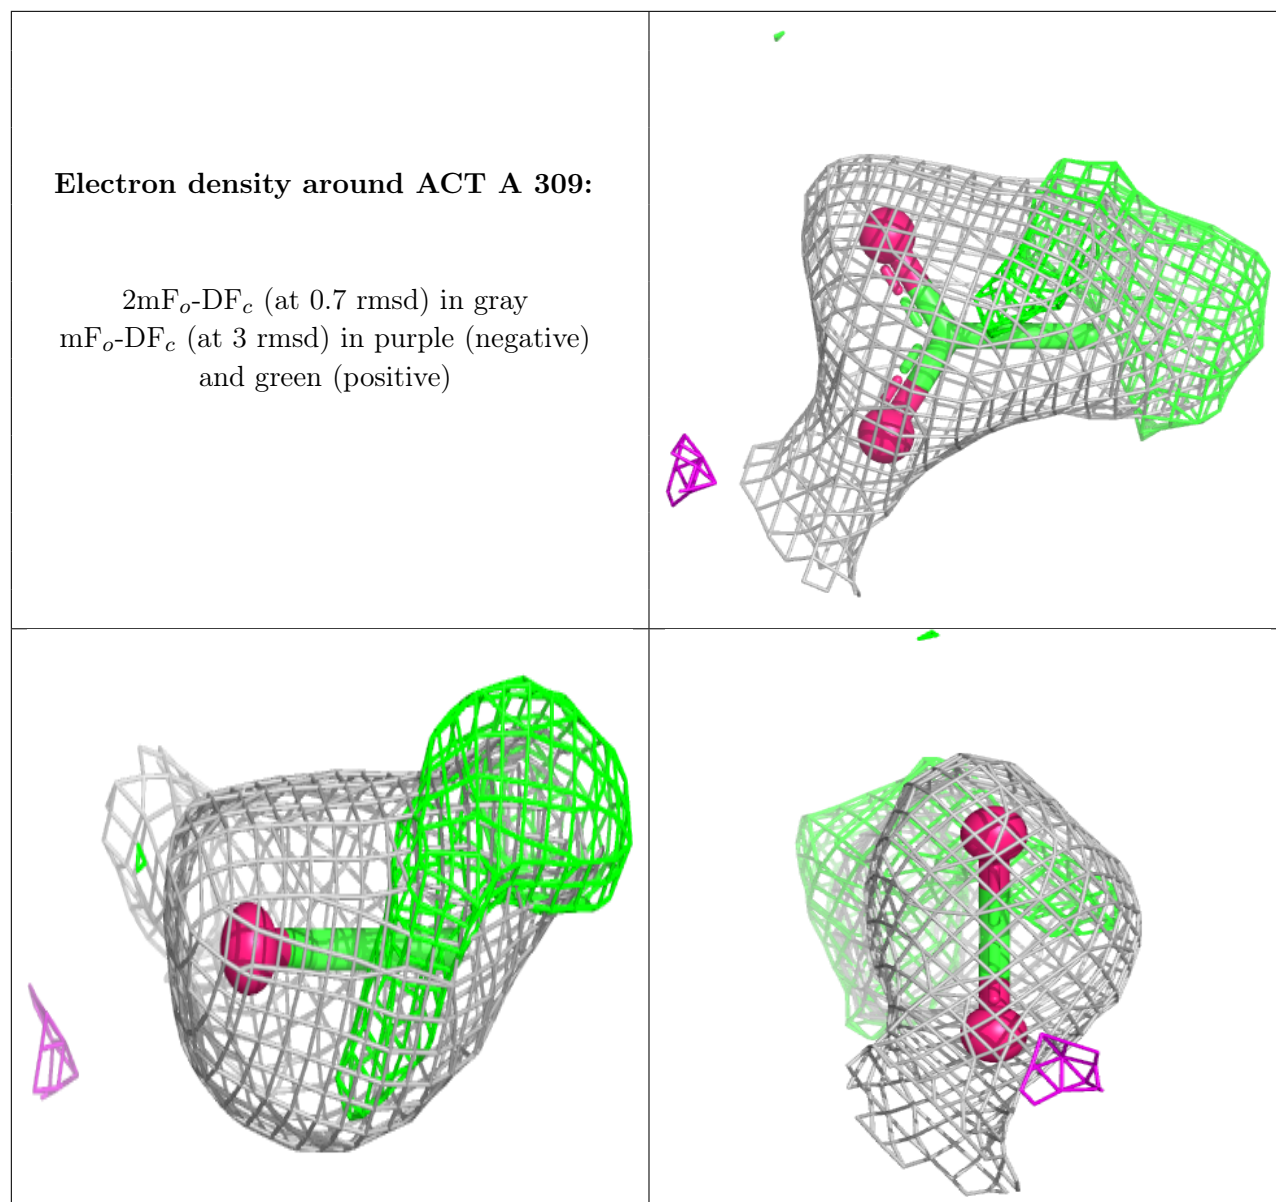 Electron density around ACT A 309:
2mFo-DFc (at 0.7 rmsd) in gray
mFo-DFc (at 3 rmsd) in purple (negative)
and green (positive)